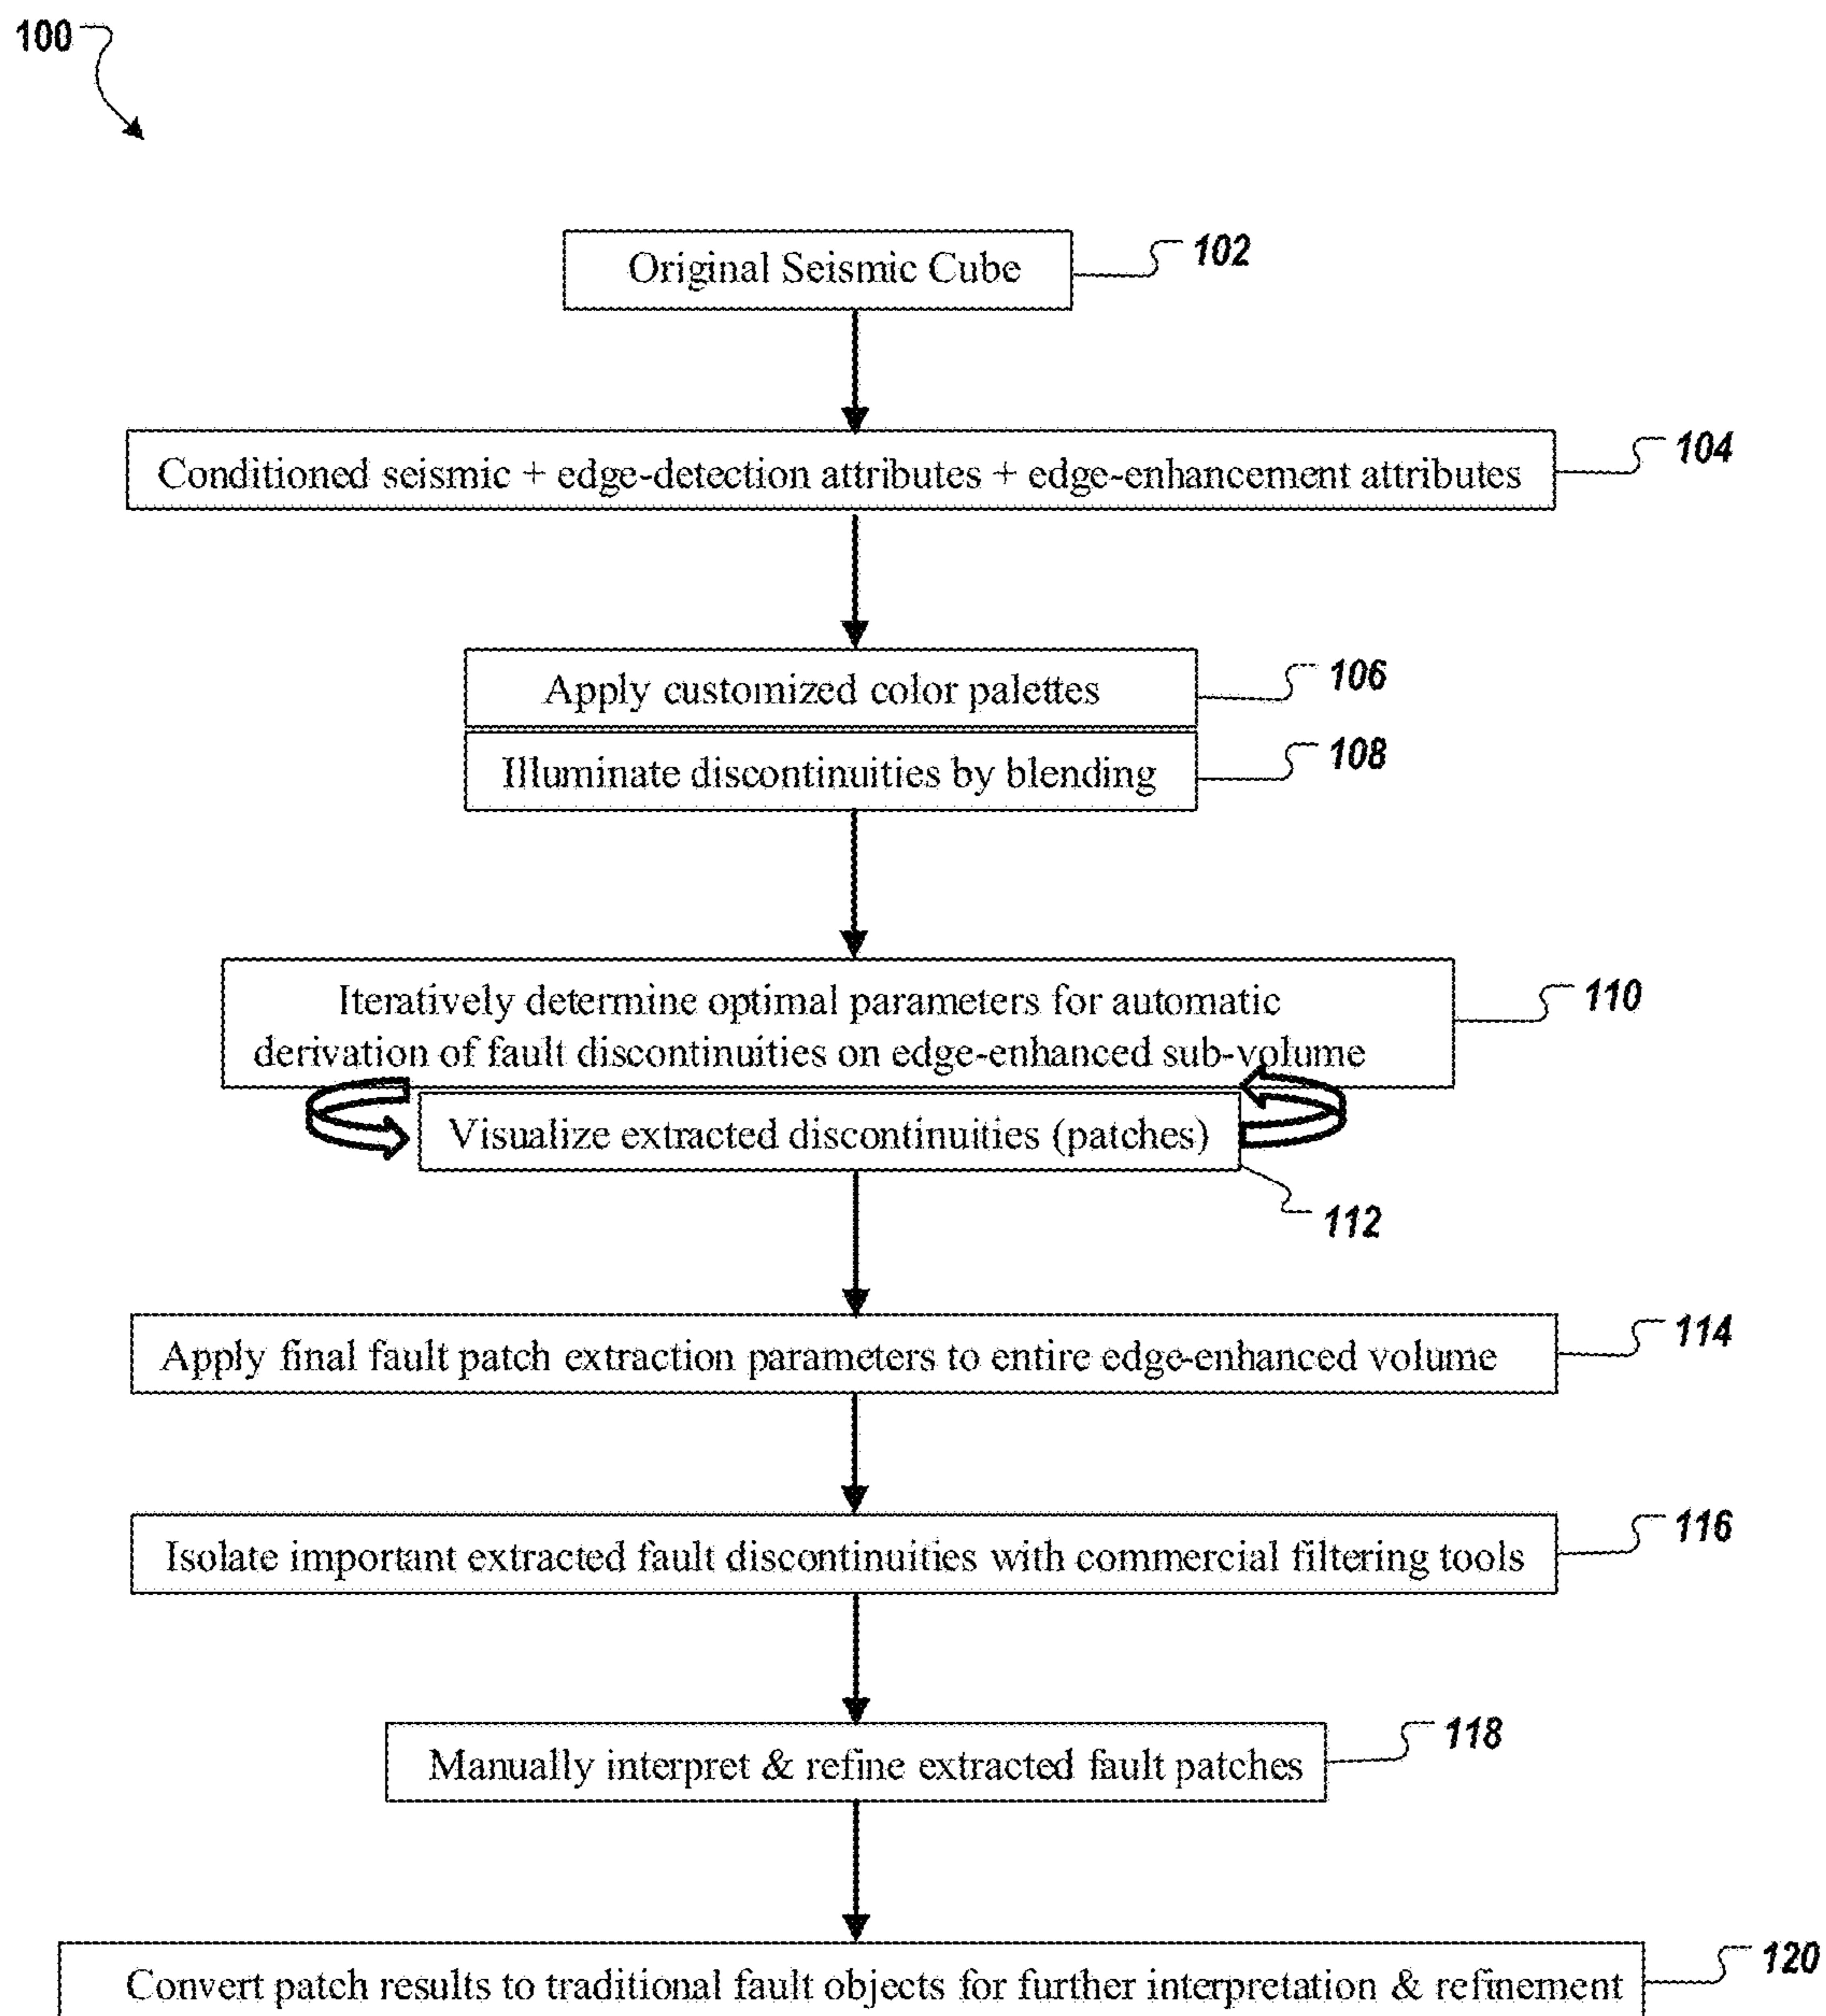 100
Original Seismic Cube
102
Conditioned seismic + edge-detection attributes + edge-enhancement attributes
104
Apply customized color palettes
106
Illuminate discontinuities by blending
108
Iteratively determine optimal parameters for automatic
derivation of fault discontinuities on edge-enhanced sub-volume
110
Visualize extracted discontinuities (patches)
112
Apply final fault patch extraction parameters to entire edge-enhanced volume
114
Isolate important extracted fault discontinuities with commercial filtering tools
116
Manually interpret & refine extracted fault patches
118
Convert patch results to traditional fault objects for further interpretation & refinement
120